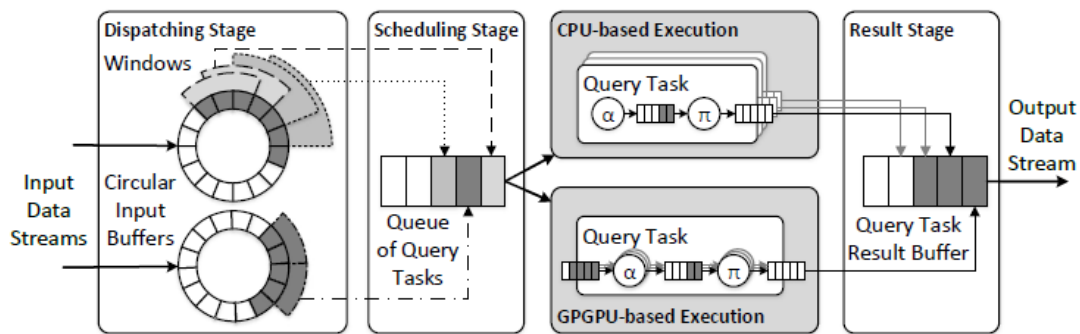 Dispatching Stage
Windows
Input
Data
Streams
Circular
Input
Buffers
Scheduling Stage
Queue
of Query
Tasks
CPU-based Execution
Query Task
α
π
Query Task
α
π
GPGPU-based Execution
Result Stage
Query Task
Result Buffer
Output
Data
Stream